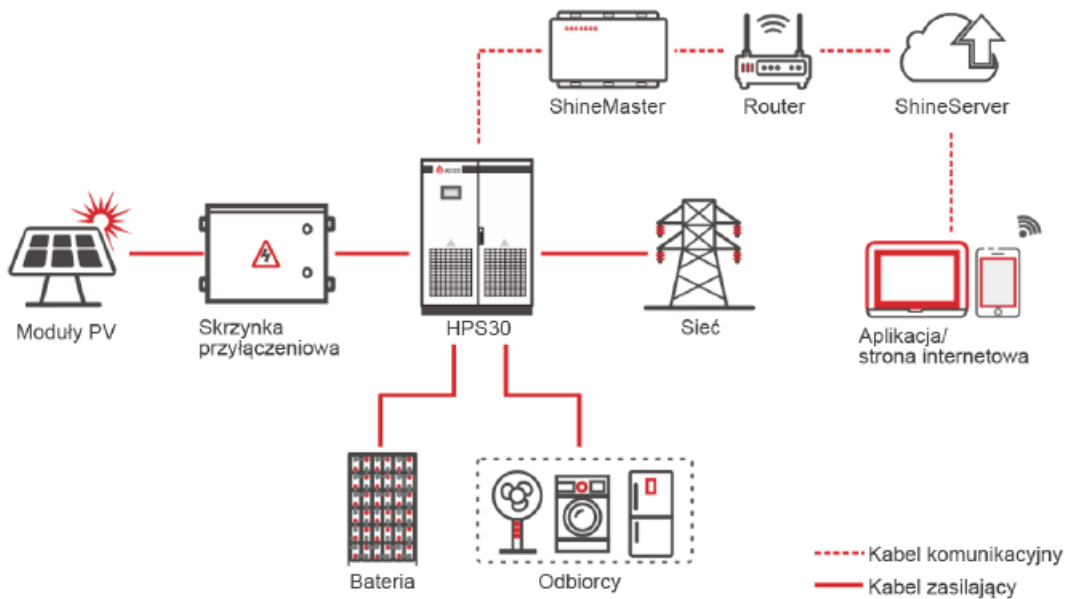 ShineMaster
Router
ShineServer
Moduły PV
Skrzynka
przyłączeniowa
HPS30
Sieć
Aplikacja/
strona internetowa
Bateria
Odbiorcy
Kabel komunikacyjny
Kabel zasilający